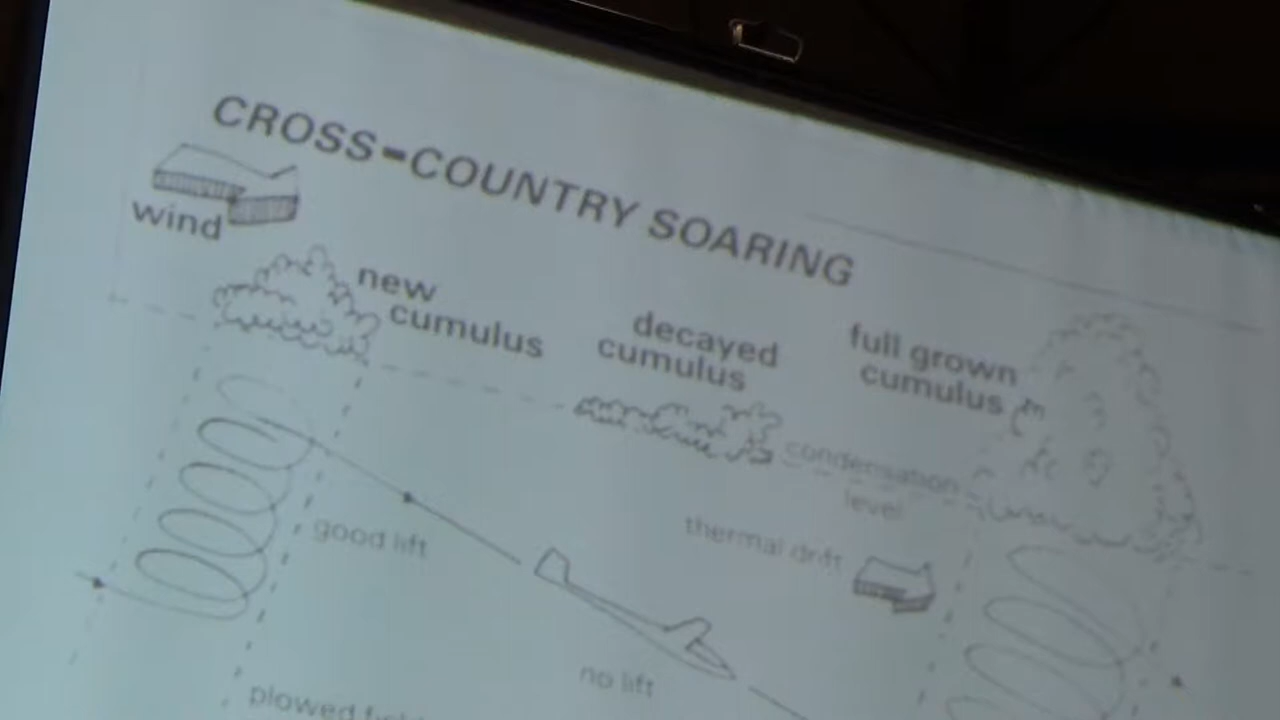 CROSS-COUNTRY SOARING
wind
new
cumulus
decayed
cumulus
full grown
cumulus
condensation
level
thermal drift
good lift
no lift
plowed